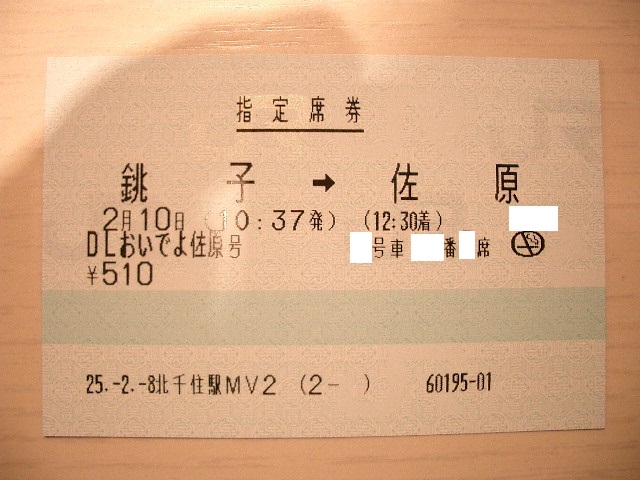 指定席券
銚子 → 佐原
2月10日 (10:37発) (12:30着)
DLおいでよ佐原号 号車 番 席
¥510
25.-2.-8北千住駅MV2 (2- ) 60195-01